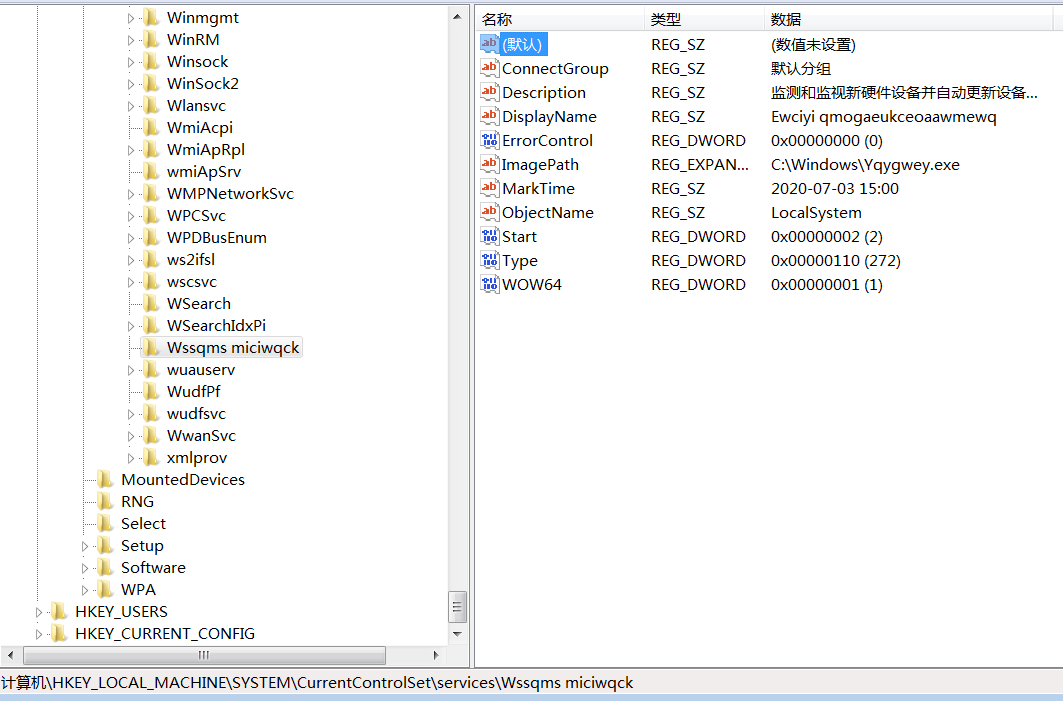 Winmgmt
WinRM
Winsock
WinSock2
Wlansvc
WmiAcpi
WmiApRpl
wmiApSrv
WMPNetworkSvc
WPCSvc
WPDBusEnum
ws2ifsl
wscsvc
WSearch
WSearchIdxPi
Wssqms miciwqck
wuauserv
WudfPf
wudfsvc
WwanSvc
xmlprov
MountedDevices
RNG
Select
Setup
Software
WPA
HKEY_USERS
HKEY_CURRENT_CONFIG
名称 类型 数据
(默认) REG_SZ (数值未设置)
ConnectGroup REG_SZ 默认分组
Description REG_SZ 监测和监视新硬件设备并自动更新设备...
DisplayName REG_SZ Ewciyi qmogaeukceoaawmewq
ErrorControl REG_DWORD 0x00000000 (0)
ImagePath REG_EXPAN... C:\Windows\Yqygwey.exe
MarkTime REG_SZ 2020-07-03 15:00
ObjectName REG_SZ LocalSystem
Start REG_DWORD 0x00000002 (2)
Type REG_DWORD 0x00000110 (272)
WOW64 REG_DWORD 0x00000001 (1)
计算机\HKEY_LOCAL_MACHINE\SYSTEM\CurrentControlSet\services\Wssqms miciwqck